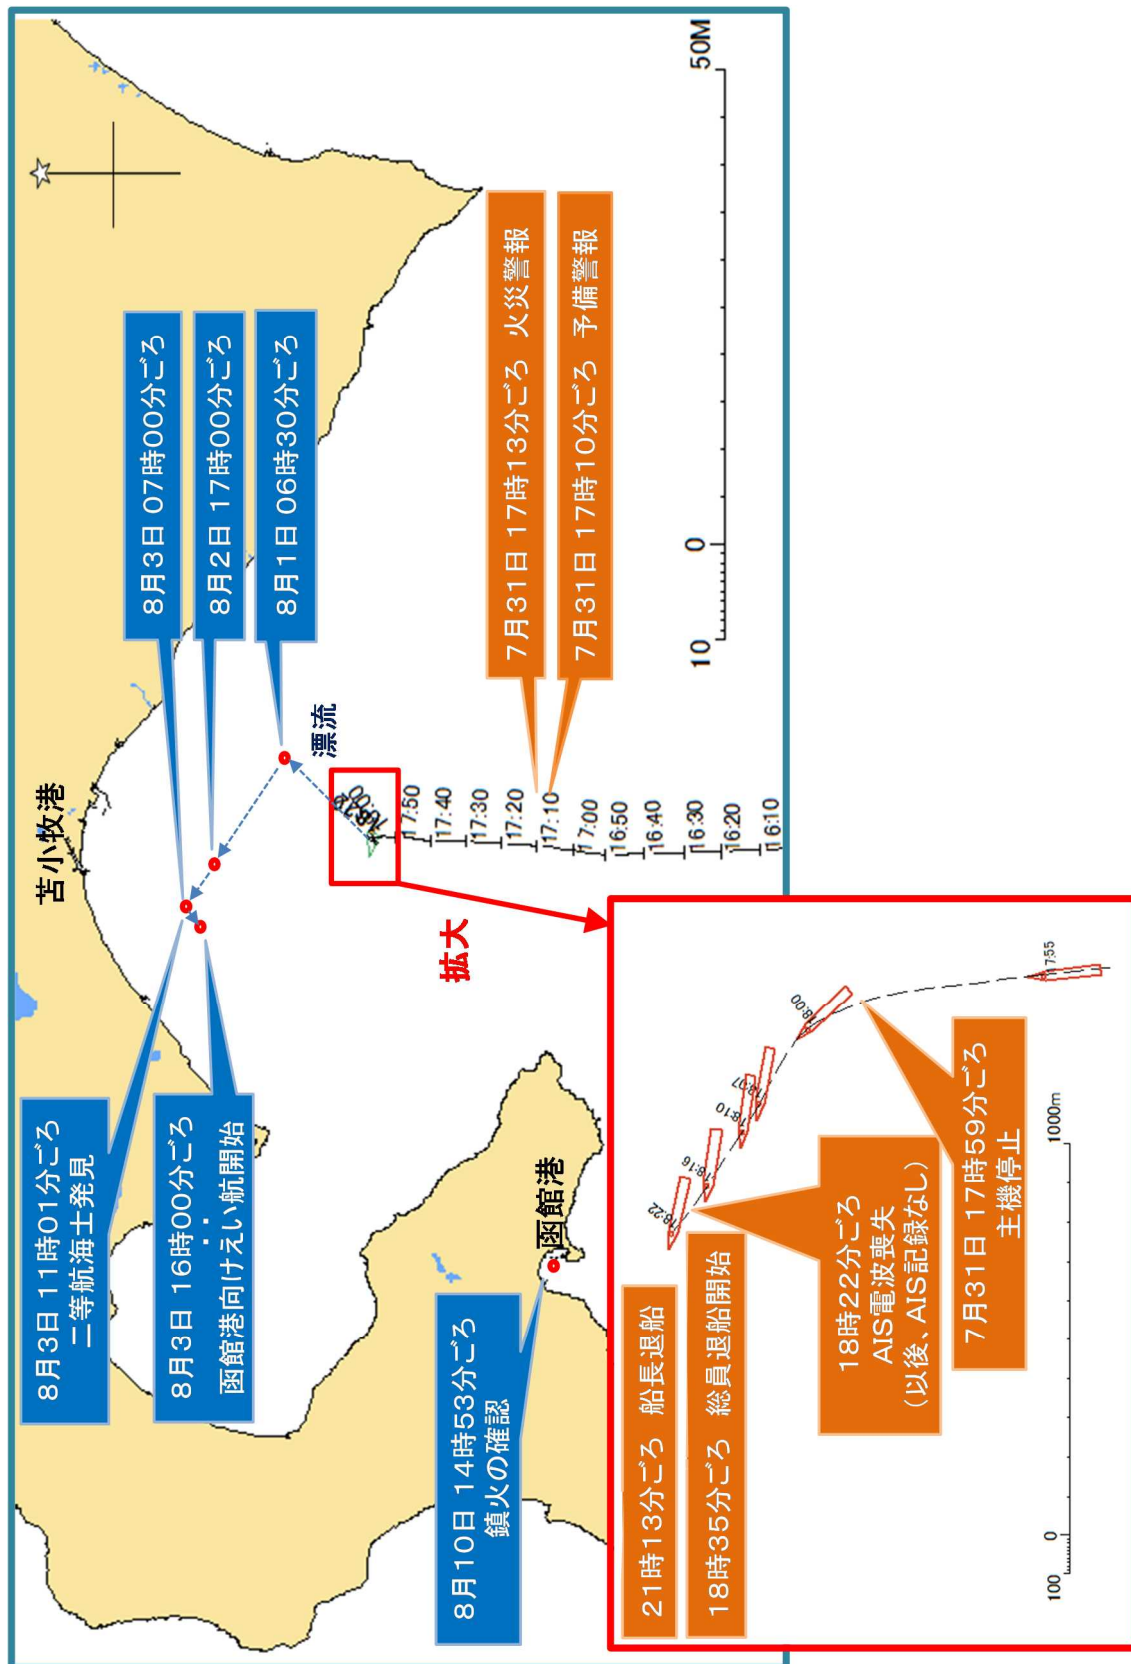 苫小牧港
8月3日 07時00分ごろ
8月2日 17時00分ごろ
8月1日 06時30分ごろ
漂流
8月3日 11時01分ごろ
二等航海士発見
8月3日 16時00分ごろ
函館港向けえい航開始
函館港
8月10日 14時53分ごろ
鎮火の確認
拡大
18:00
17:50
17:40
17:30
17:20
17:10
17:00
16:50
16:40
16:30
16:20
16:10
7月31日 17時13分ごろ 火災警報
7月31日 17時10分ごろ 予備警報
10 0 50M
21時13分ごろ 船長退船
18時35分ごろ 総員退船開始
18時22分ごろ
AIS電波喪失
(以後、AIS記録なし)
7月31日 17時59分ごろ
主機停止
18:22
18:16
18:10
18:07
18:00
17:55
100 0 1000m